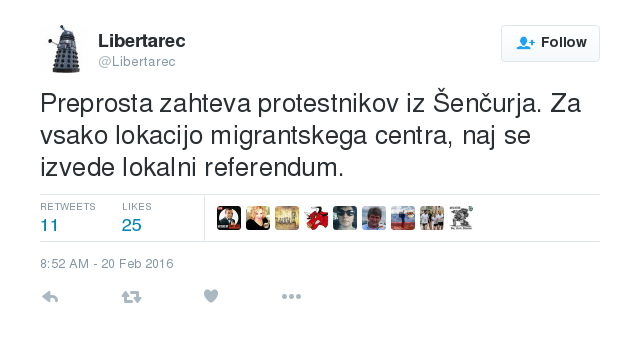 Libertarec
@Libertarec
Follow
Preprosta zahteva protestnikov iz Šenčurja. Za
vsako lokacijo migrantskega centra, naj se
izvede lokalni referendum.
RETWEETS
11
LIKES
25
8:52 AM - 20 Feb 2016